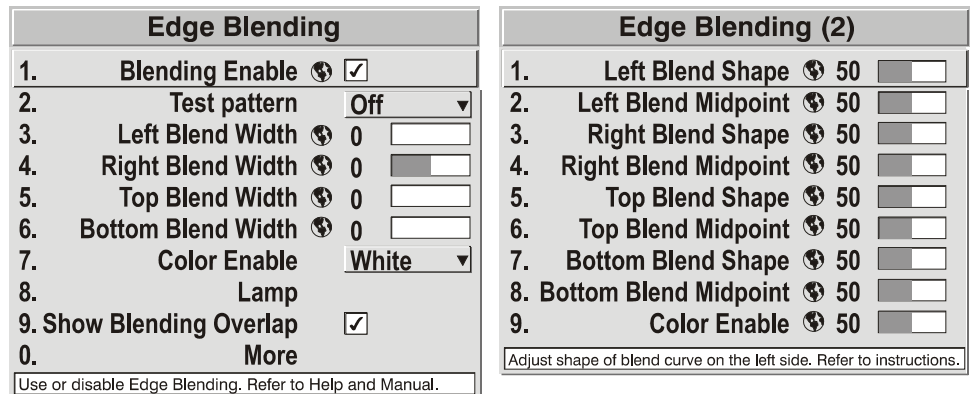 Edge Blending
1. Blending Enable ✓
2. Test pattern Off ▼
3. Left Blend Width 0
4. Right Blend Width 0
5. Top Blend Width 0
6. Bottom Blend Width 0
7. Color Enable White ▼
8. Lamp
9. Show Blending Overlap ✓
0. More
Use or disable Edge Blending. Refer to Help and Manual.
Edge Blending (2)
1. Left Blend Shape 50
2. Left Blend Midpoint 50
3. Right Blend Shape 50
4. Right Blend Midpoint 50
5. Top Blend Shape 50
6. Top Blend Midpoint 50
7. Bottom Blend Shape 50
8. Bottom Blend Midpoint 50
9. Color Enable 50
Adjust shape of blend curve on the left side. Refer to instructions.